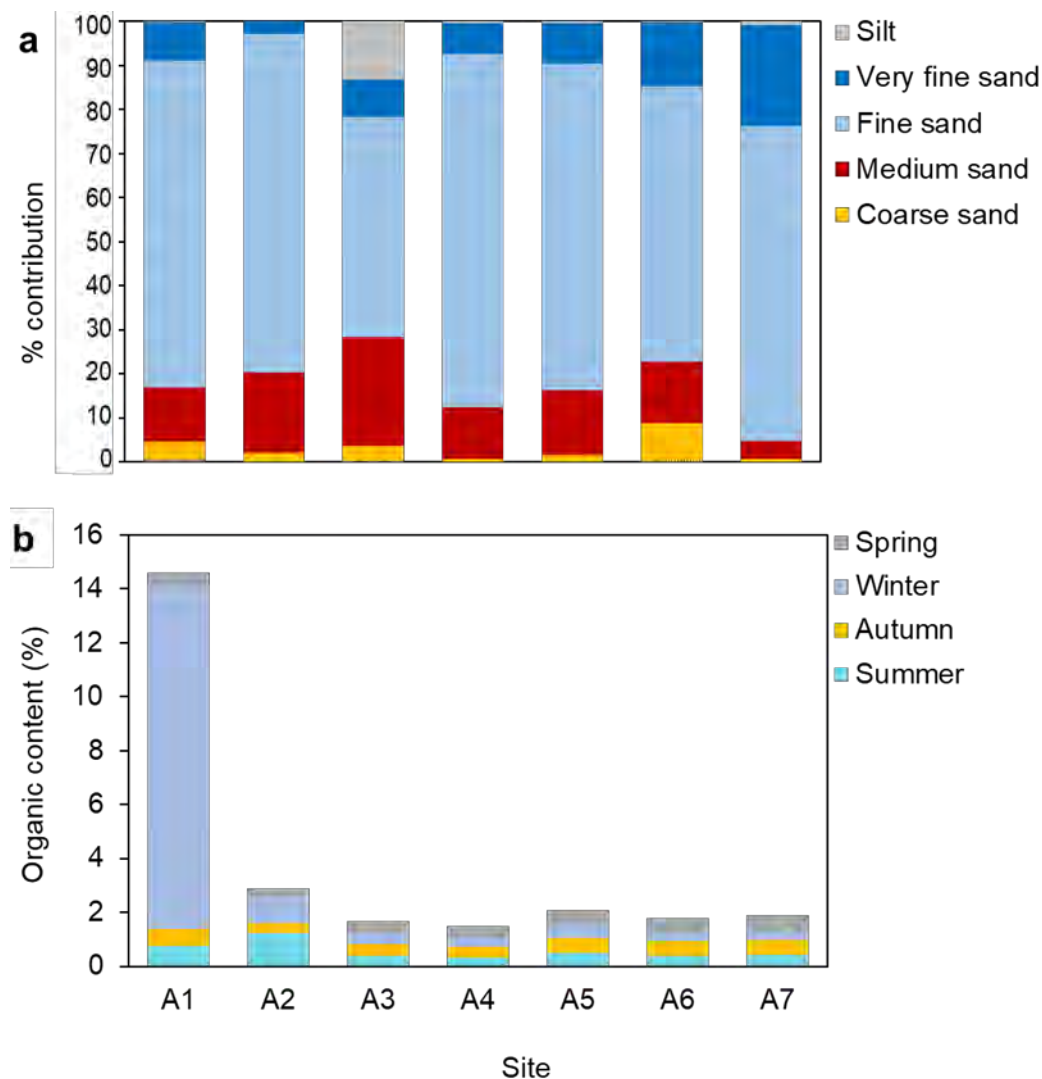 a
100
90
80
70
60
50
40
30
20
10
0
% contribution
Silt
Very fine sand
Fine sand
Medium sand
Coarse sand
b
16
14
12
10
8
6
4
2
0
Organic content (%)
Spring
Winter
Autumn
Summer
A1 A2 A3 A4 A5 A6 A7
Site